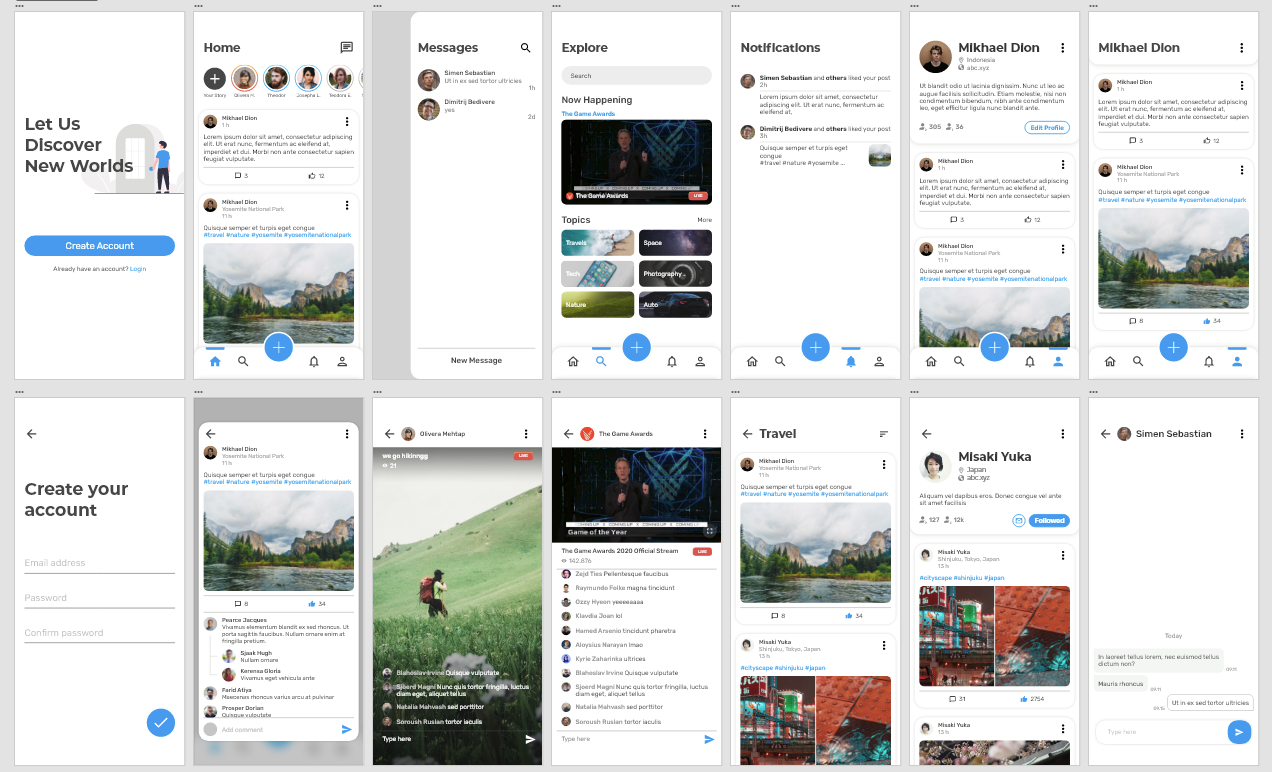 Let Us
Discover
New Worlds
Create Account
Already have an account? Login
Home
Your Story
Olivera M.
Theodor
Josepha L.
Teodora E.
Mikhael Dion
1 h
Lorem ipsum dolor sit amet, consectetur adipiscing
elit. Ut erat nunc, fermentum ac eleifend at,
imperdiet et dui. Morbi non ante consectetur sapien
feugiat vulputate.
3
12
Mikhael Dion
Yosemite National Park
11 h
Quisque semper et turpis eget congue
#travel #nature #yosemite #yosemitenationalpark
Messages
Simen Sebastian
Ut in ex sed tortor ultricies
1h
Dimitrij Bedivere
yes
2d
New Message
Explore
Search
Now Happening
The Game Awards
The Game Awards
LIVE
Topics
More
Travels
Space
Tech
Photography
Nature
Auto
Notifications
Simen Sebastian and others liked your post
2h
Lorem ipsum dolor sit amet, consectetur
adipiscing elit. Ut erat nunc, fermentum ac
eleifend at,
Dimitrij Bedivere and others liked your post
3h
Quisque semper et turpis eget
congue
#travel #nature #yosemite ...
Mikhael Dion
Indonesia
abc.xyz
Ut blandit odio ut lacinia dignissim. Nunc ut leo ac
augue facilisis sollicitudin. Etiam molestie, nisi non
condimentum bibendum, nibh ante condimentum
leo, eget efficitur ligula nunc blandit ante.
305
36
Edit Profile
Mikhael Dion
1 h
Lorem ipsum dolor sit amet, consectetur adipiscing
elit. Ut erat nunc, fermentum ac eleifend at,
imperdiet et dui. Morbi non ante consectetur sapien
feugiat vulputate.
3
12
Mikhael Dion
Yosemite National Park
11 h
Quisque semper et turpis eget congue
#travel #nature #yosemite #yosemitenationalpark
Mikhael Dion
Mikhael Dion
1 h
Lorem ipsum dolor sit amet, consectetur adipiscing
elit. Ut erat nunc, fermentum ac eleifend at,
imperdiet et dui. Morbi non ante consectetur sapien
feugiat vulputate.
3
12
Mikhael Dion
Yosemite National Park
11 h
Quisque semper et turpis eget congue
#travel #nature #yosemite #yosemitenationalpark
8
34
Create your
account
Email address
Password
Confirm password
Mikhael Dion
Yosemite National Park
11 h
Quisque semper et turpis eget congue
#travel #nature #yosemite #yosemitenationalpark
8
34
Pearce Jacques
Vivamus elementum blandit ex sed rhoncus. Ut
porta sagittis faucibus. Nullam ornare enim at
fringilla pretium.
Sjaak Hugh
Nullam ornare
Kerensa Gloria
Vivamus eget vehicula ante
Farid Atiya
Maecenas rhoncus varius arcu at pulvinar
Prosper Dorian
Quisque vulputate
Add comment
Olivera Mehtap
we go hikinngg
21
LIVE
Blahoslav Irvine Quisque vulputate
Sjoerd Magni Nunc quis tortor fringilla, luctus
diam eget, aliquet tellus
Natalia Mahvash sed porttitor
Soroush Ruslan tortor iaculis
Type here
The Game Awards
COMING UP
Game of the Year
The Game Awards 2020 Official Stream
LIVE
142.876
Zejd Ties Pellentesque faucibus
Raymundo Folke magna tincidunt
Ozzy Hyeon yeeeeaaaa
Klavdia Joan lol
Hamed Arsenio tincidunt pharetra
Aloysius Narayan lmao
Kyrie Zaharinka ultrices
Blahoslav Irvine Quisque vulputate
Sjoerd Magni Nunc quis tortor fringilla, luctus
diam eget, aliquet tellus
Natalia Mahvash sed porttitor
Soroush Ruslan tortor iaculis
Type here
Travel
Mikhael Dion
Yosemite National Park
11 h
Quisque semper et turpis eget congue
#travel #nature #yosemite #yosemitenationalpark
8
34
Misaki Yuka
Shinjuku, Tokyo, Japan
13 h
#cityscape #shinjuku #japan
Misaki Yuka
Japan
abc.xyz
Aliquam vel dapibus eros. Donec congue vel ante
sit amet facilisis
127
12k
Followed
Misaki Yuka
Shinjuku, Tokyo, Japan
13 h
#cityscape #shinjuku #japan
31
2754
Misaki Yuka
Simen Sebastian
Today
In laoreet tellus lorem, nec euismod tellus
dictum non?
09.11
Mauris rhoncus
09.11
09.15
Ut in ex sed tortor ultricies
Type here